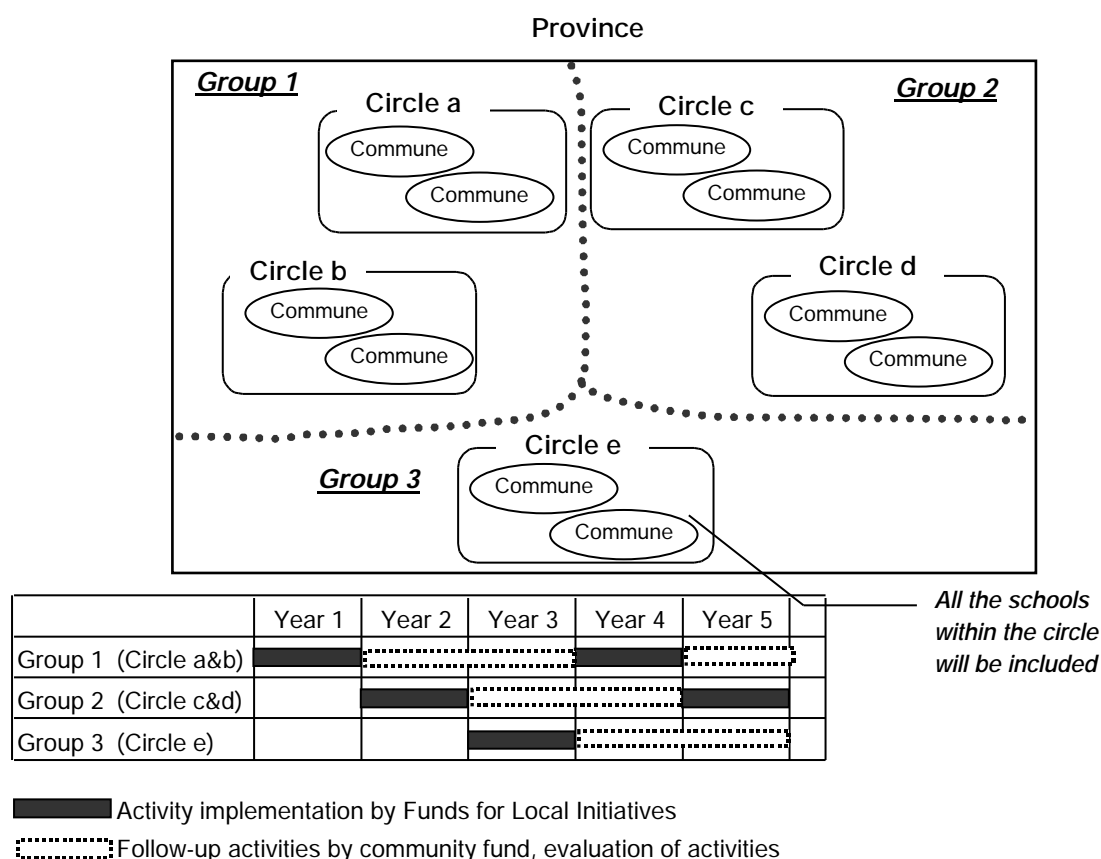 Province
Group 1
Group 2
Circle a
Commune
Commune
Circle c
Commune
Commune
Circle b
Commune
Commune
Circle d
Commune
Commune
Circle e
Group 3
Commune
Commune
All the schools
within the circle
will be included
Year 1 Year 2 Year 3 Year 4 Year 5
Group 1 (Circle a&b)
Group 2 (Circle c&d)
Group 3 (Circle e)
Activity implementation by Funds for Local Initiatives
Follow-up activities by community fund, evaluation of activities